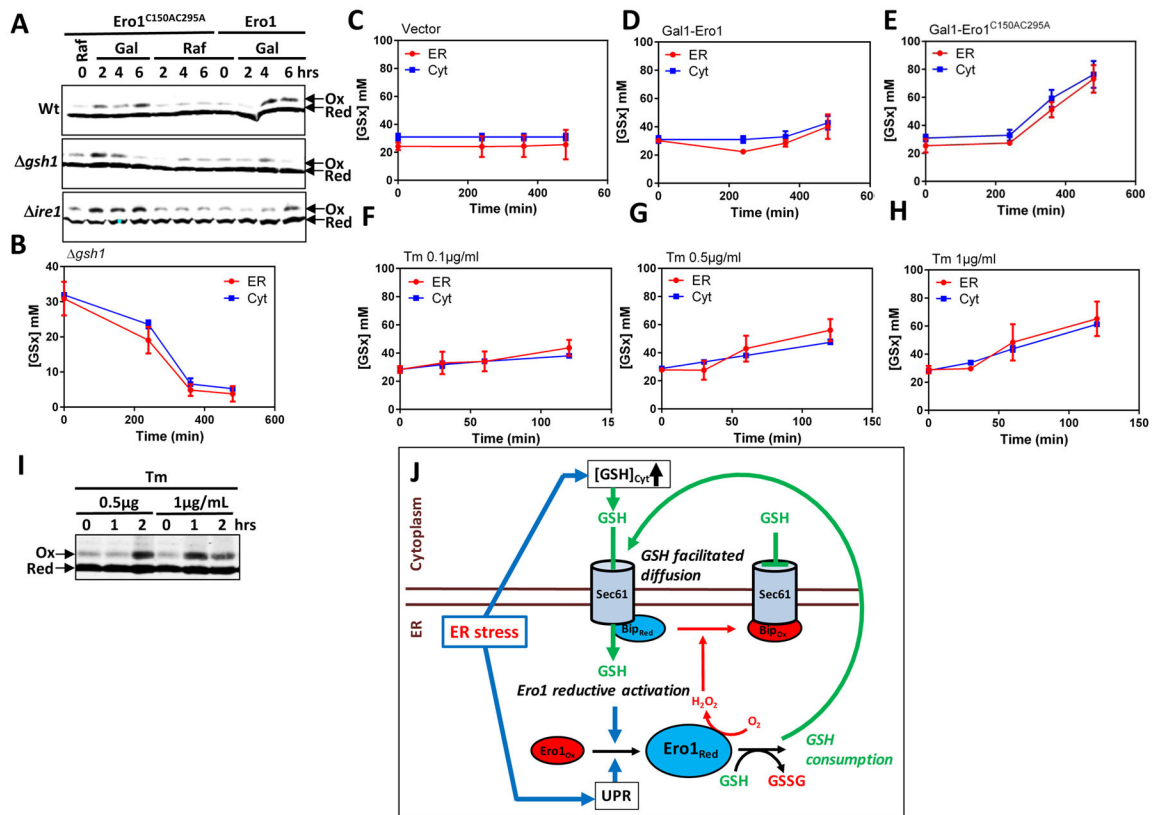 A
Ero1C150AC295A Ero1
Raf Gal Raf Gal
0 2 4 6 2 4 6 0 2 4 6 hrs
Wt Ox
Red
Δgsh1 Ox
Red
Δire1 Ox
Red
B
Δgsh1
[GSx] mM
40
30
20
10
0
0 200 400 600
Time (min)
ER
Cyt
C
Vector
[GSx] mM
100
80
60
40
20
0
0 200 400 60
Time (min)
ER
Cyt
D
Gal1-Ero1
[GSx] mM
100
80
60
40
20
0
0 200 400 60
Time (min)
ER
Cyt
E
Gal1-Ero1C150AC295A
[GSx] mM
100
80
60
40
20
0
0 200 400 600
Time (min)
ER
Cyt
F
Tm 0.1µg/ml
[GSx] mM
100
80
60
40
20
0
0 50 100 15
Time (min)
ER
Cyt
G
Tm 0.5µg/ml
[GSx] mM
100
80
60
40
20
0
0 50 100 150
Time (min)
ER
Cyt
H
Tm 1µg/ml
[GSx] mM
100
80
60
40
20
0
0 50 100 150
Time (min)
ER
Cyt
I
Tm
0.5µg 1µg/mL
0 1 2 0 1 2 hrs
Ox
Red
J
[GSH]Cyt
GSH GSH
Cytoplasm
GSH facilitated
diffusion
Sec61 Sec61
ER
ER stress
BipRed BipOx
GSH
Ero1 reductive activation
H2O2
O2
Ero1Ox Ero1Red
GSH
consumption
GSH GSSG
UPR